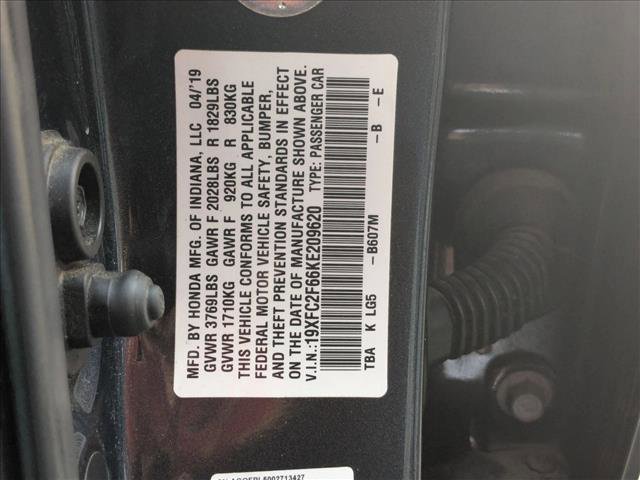 MFD. BY HONDA MFG. OF INDIANA, LLC 04/'19
GVWR 3769LBS GAWR F 2028LBS R 1829LBS
GVWR 1710KG GAWR F 920KG R 830KG
THIS VEHICLE CONFORMS TO ALL APPLICABLE
FEDERAL MOTOR VEHICLE SAFETY, BUMPER,
AND THEFT PREVENTION STANDARDS IN EFFECT
ON THE DATE OF MANUFACTURE SHOWN ABOVE.
V.I.N.:19XFC2F66KE209620 TYPE: PASSENGER CAR
TBA K LG5 -B607M -B -E